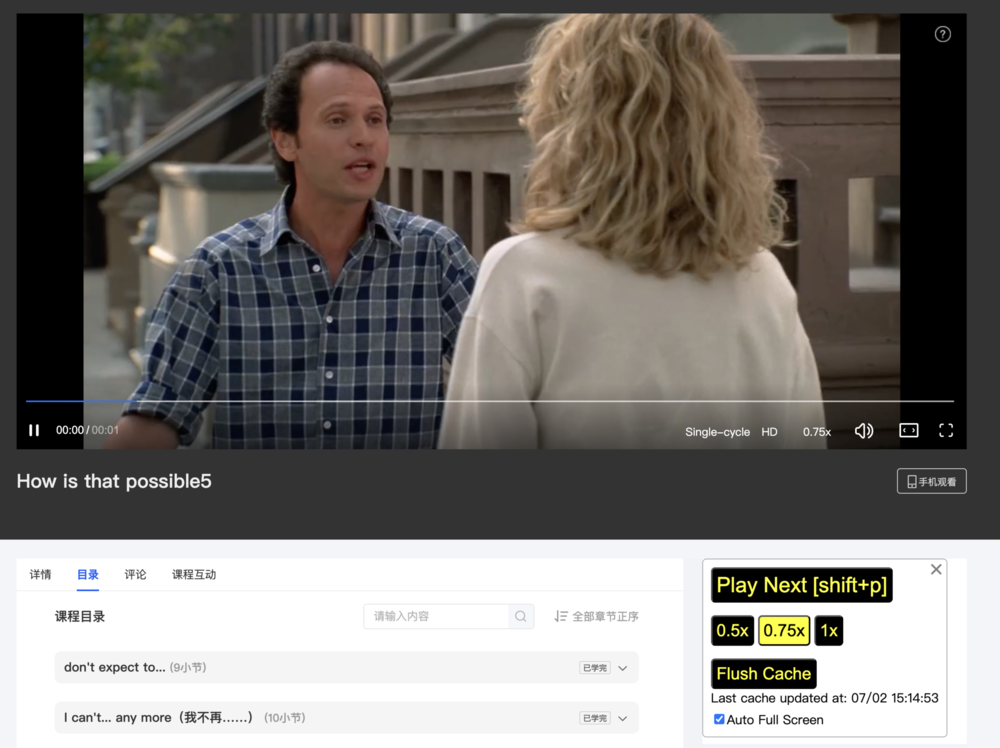 ?
00:00/00:01
Single-cycle HD 0.75x
How is that possible5
手机观看
详情 目录 评论 课程互动
课程目录
请输入内容
全部章节正序
don't expect to... (9小节)
已学完
I can't... any more（我不再……） (10小节)
已学完
Play Next [shift+p]
0.5x 0.75x 1x
Flush Cache
Last cache updated at: 07/02 15:14:53
Auto Full Screen